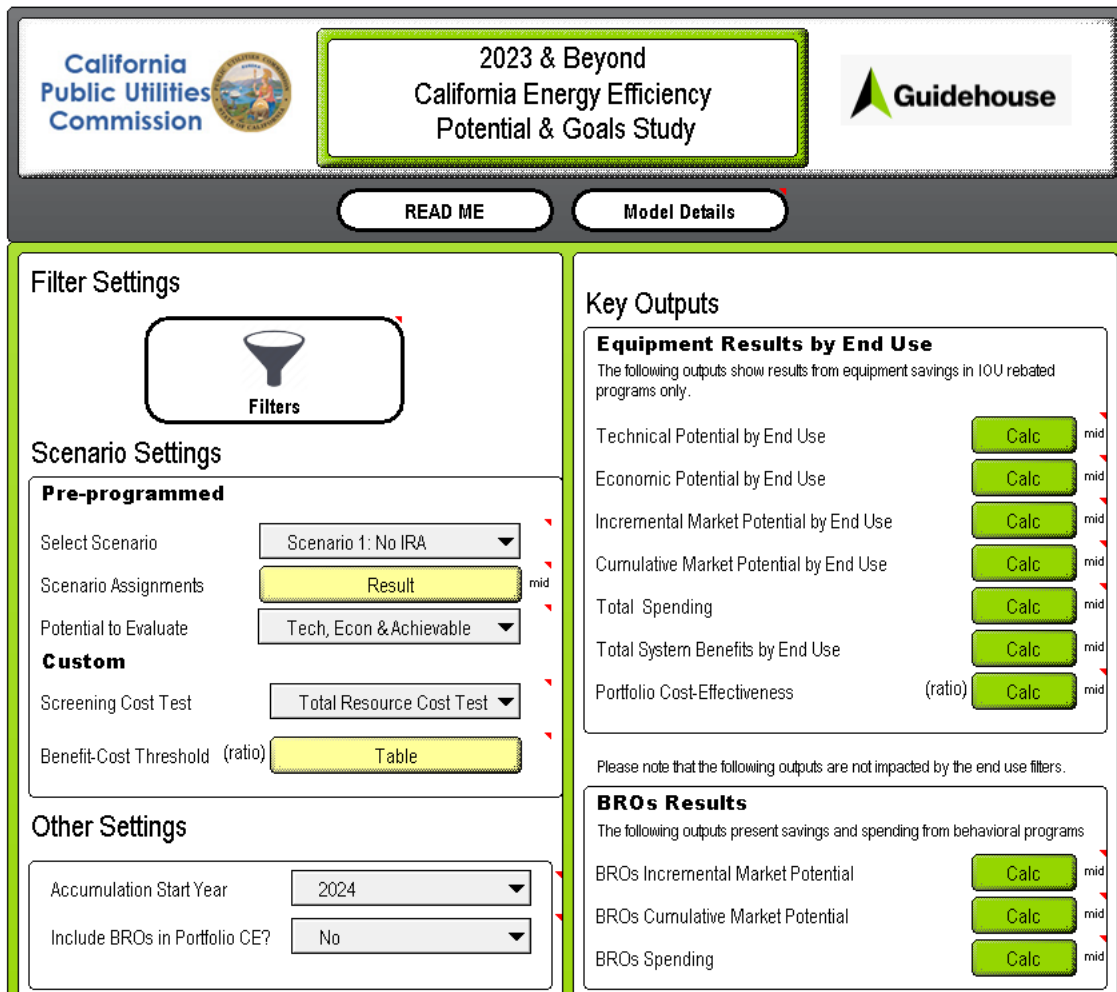 California
Public Utilities
Commission
2023 & Beyond
California Energy Efficiency
Potential & Goals Study
Guidehouse
READ ME
Model Details
Filter Settings
Filters
Scenario Settings
Pre-programmed
Select Scenario
Scenario 1: No IRA
Scenario Assignments
Result
mid
Potential to Evaluate
Tech, Econ & Achievable
Custom
Screening Cost Test
Total Resource Cost Test
Benefit-Cost Threshold (ratio)
Table
Other Settings
Accumulation Start Year
2024
Include BROs in Portfolio CE?
No
Key Outputs
Equipment Results by End Use
The following outputs show results from equipment savings in IOU rebated
programs only.
Technical Potential by End Use
Calc
mid
Economic Potential by End Use
Calc
mid
Incremental Market Potential by End Use
Calc
mid
Cumulative Market Potential by End Use
Calc
mid
Total Spending
Calc
mid
Total System Benefits by End Use
Calc
mid
Portfolio Cost-Effectiveness
(ratio)
Calc
mid
Please note that the following outputs are not impacted by the end use filters.
BROs Results
The following outputs present savings and spending from behavioral programs
BROs Incremental Market Potential
Calc
mid
BROs Cumulative Market Potential
Calc
mid
BROs Spending
Calc
mid